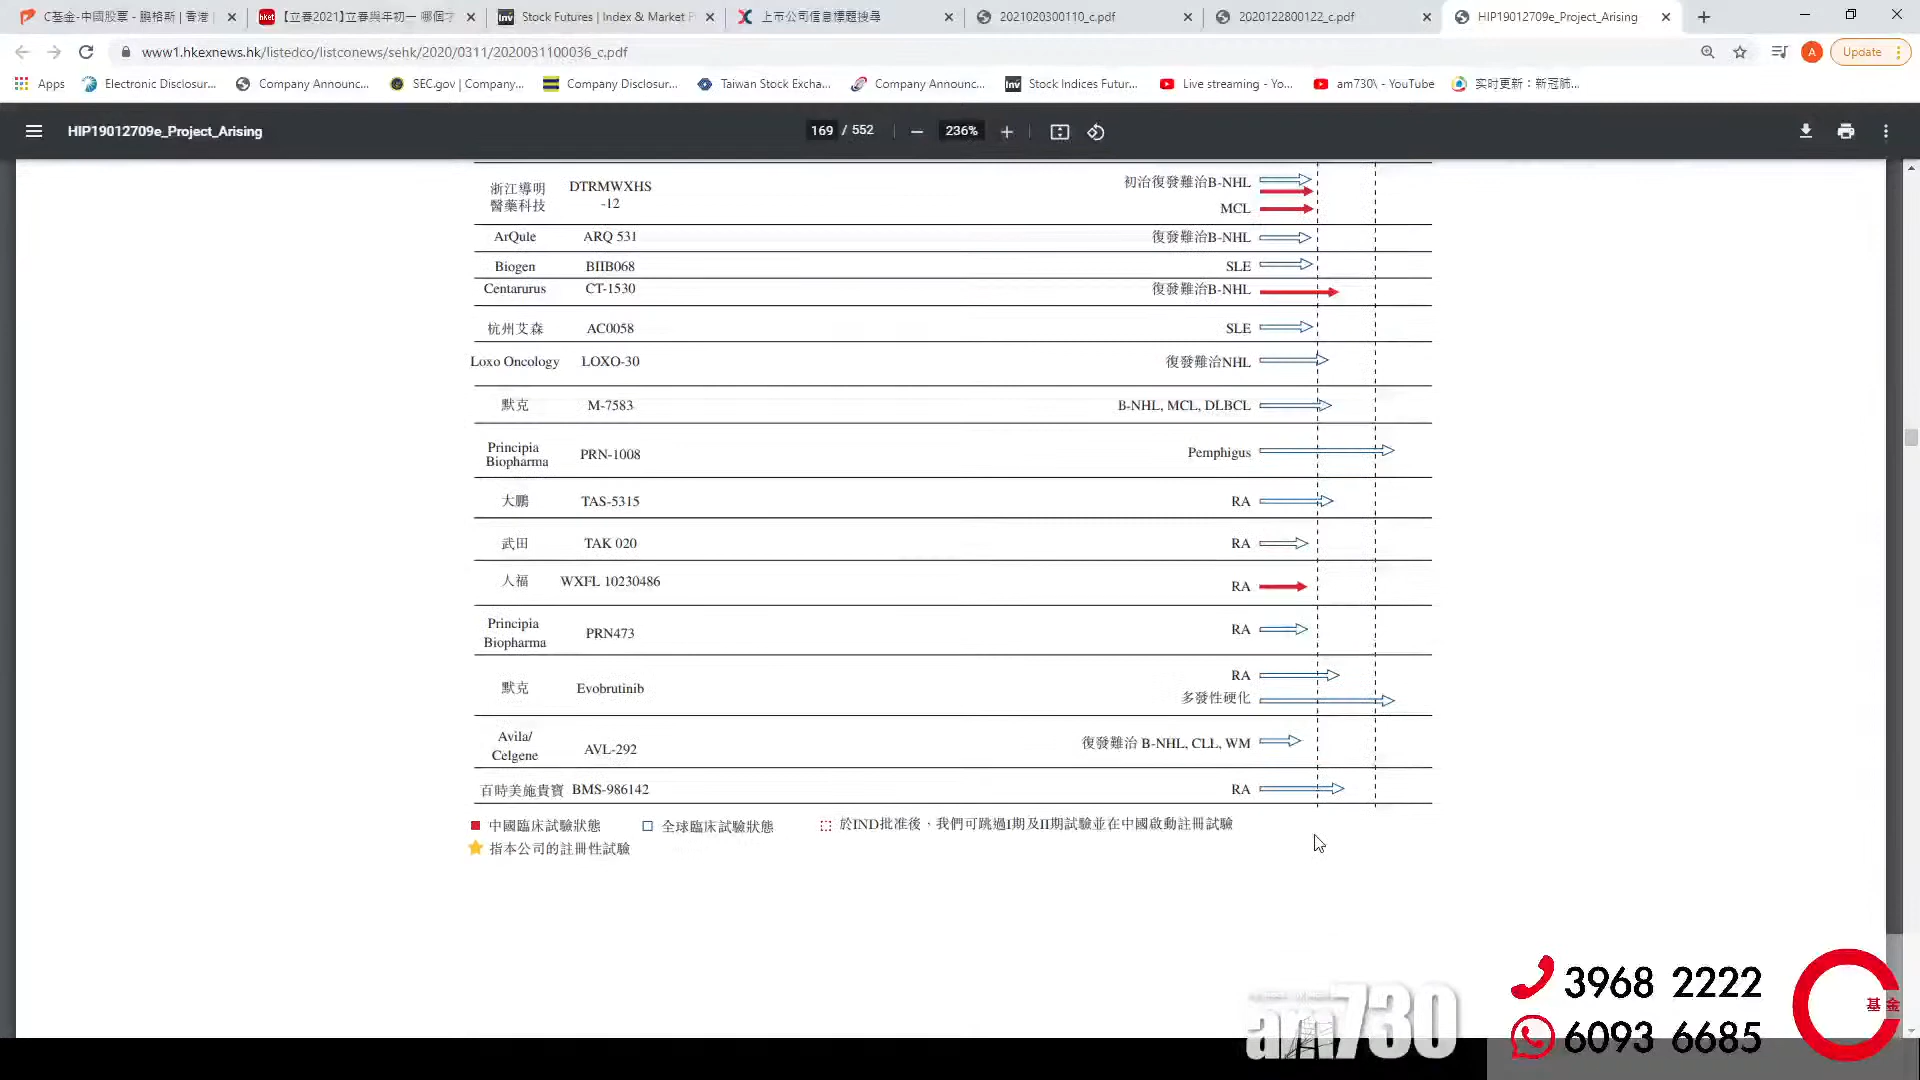 C基金-中國股票 - 鵬格斯 | 香港
【立春2021】立春與年初一 哪個才
Stock Futures | Index & Market F
上市公司信息標題搜尋
2021020300110_c.pdf
2020122800122_c.pdf
HIP19012709e_Project_Arising
www1.hkexnews.hk/listedco/listconews/sehk/2020/0311/2020031100036_c.pdf
A
Update
Apps
Electronic Disclosur...
Company Announc...
SEC.gov | Company...
Company Disclosur...
Taiwan Stock Excha...
Company Announc...
Stock Indices Futur...
Live streaming - Yo...
am730\ - YouTube
实时更新：新冠肺...
HIP19012709e_Project_Arising
169 / 552
236%
浙江導明
醫藥科技
DTRMWXHS
-12
初治復發難治B-NHL
MCL
ArQule ARQ 531 復發難治B-NHL
Biogen BIIB068 SLE
Centarurus CT-1530 復發難治B-NHL
杭州艾森 AC0058 SLE
Loxo Oncology LOXO-30 復發難治NHL
默克 M-7583 B-NHL, MCL, DLBCL
Principia
Biopharma
PRN-1008 Pemphigus
大鵬 TAS-5315 RA
武田 TAK 020 RA
人福 WXFL 10230486 RA
Principia
Biopharma
PRN473 RA
默克 Evobrutinib RA
多發性硬化
Avila/
Celgene
AVL-292 復發難治 B-NHL, CLL, WM
百時美施貴寶 BMS-986142 RA
中國臨床試驗狀態 全球臨床試驗狀態 於IND批准後，我們可跳過I期及II期試驗並在中國啟動註冊試驗
指本公司的註冊性試驗
am730
3968 2222
6093 6685
基金